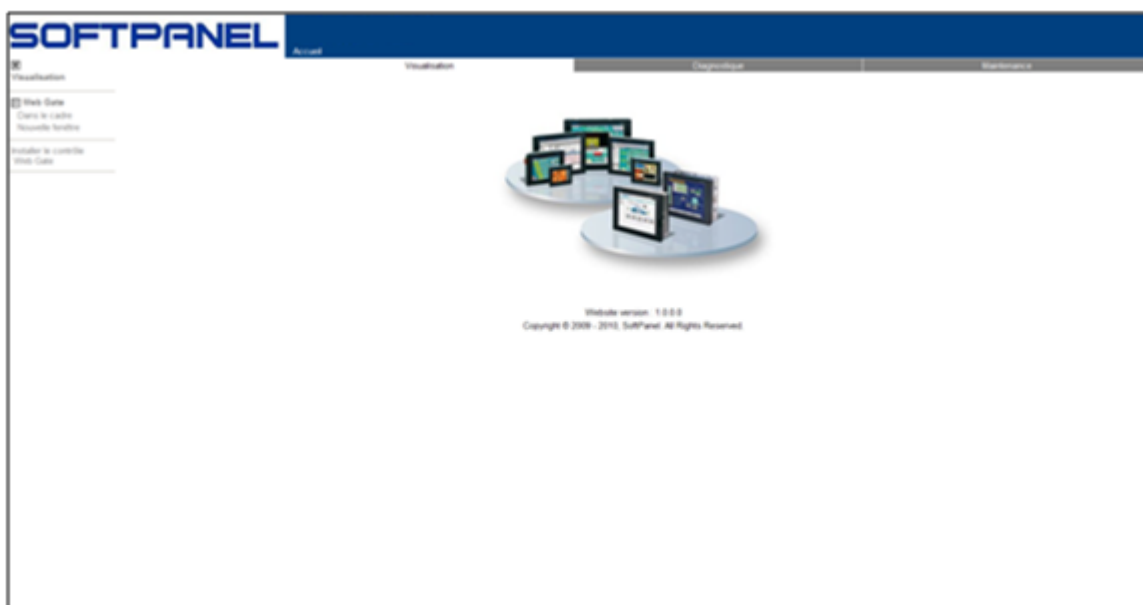 SOFTPANEL
Accueil
Visualisation
Diagnostique
Maintenance
Visualisation
Web Gate
Dans le cadre
Nouvelle fenêtre
Installer le contrôle
Web Gate
Website version : 1.0.0.0
Copyright © 2009 - 2010, SoftPanel. All Rights Reserved.